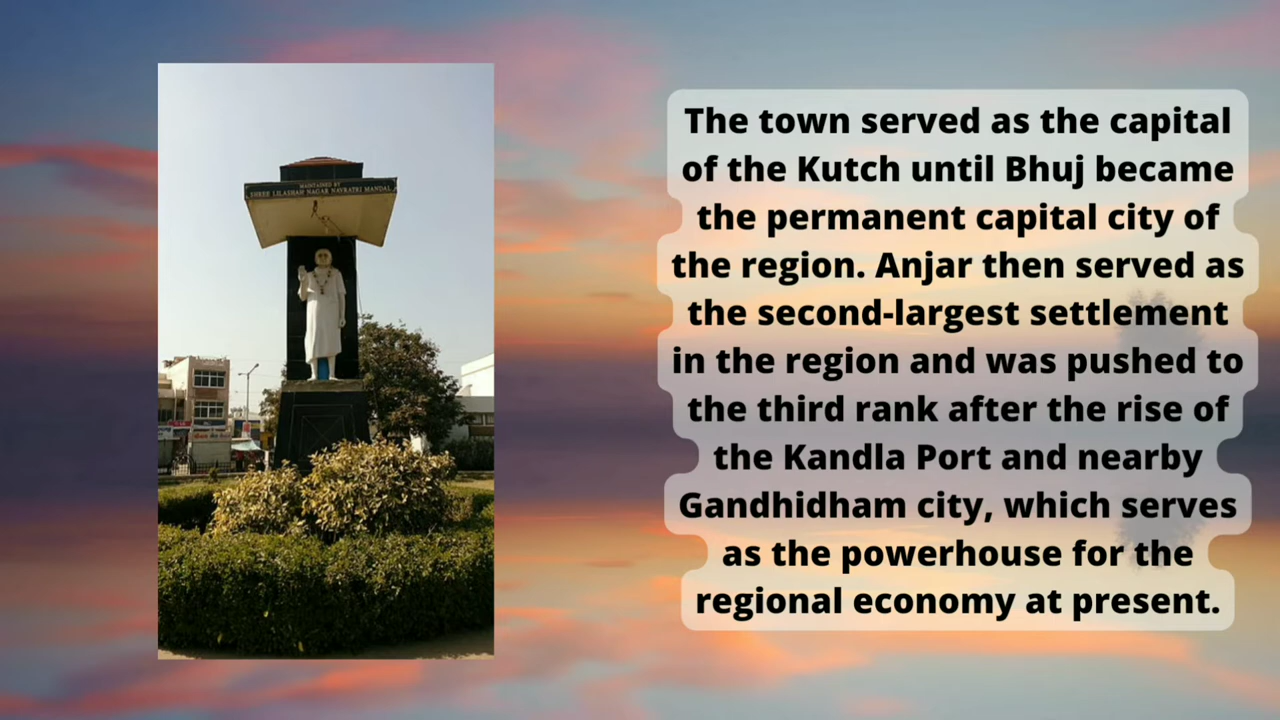 MAINTAINED BY
SHREE LILASHAH NAGAR NAVRATRI MANDAL
The town served as the capital
of the Kutch until Bhuj became
the permanent capital city of
the region. Anjar then served as
the second-largest settlement
in the region and was pushed to
the third rank after the rise of
the Kandla Port and nearby
Gandhidham city, which serves
as the powerhouse for the
regional economy at present.